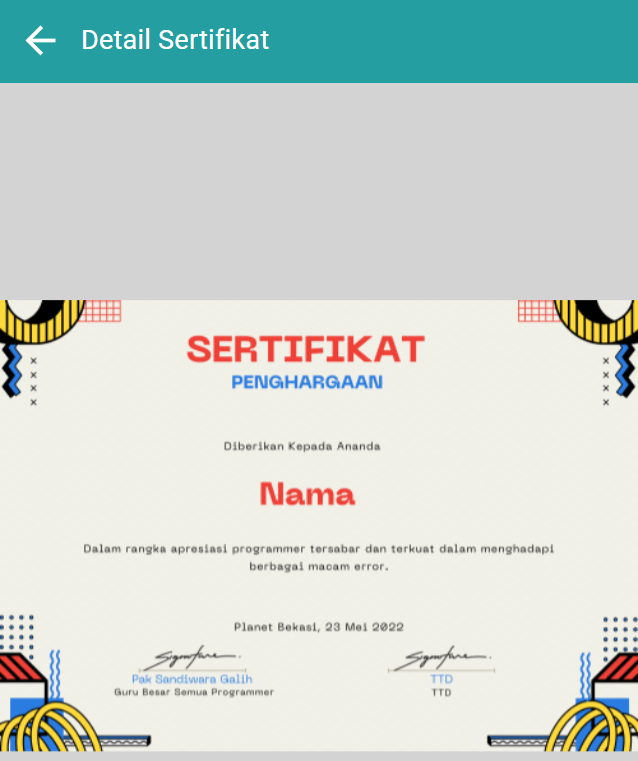 Detail Sertifikat
SERTIFIKAT
PENGHARGAAN
Diberikan Kepada Ananda
Nama
Dalam rangka apresiasi programmer tersabar dan terkuat dalam menghadapi
berbagai macam error.
Planet Bekasi, 23 Mei 2022
Signature Signature
Pak Sandiwara Galih TTD
Guru Besar Semua Programmer TTD